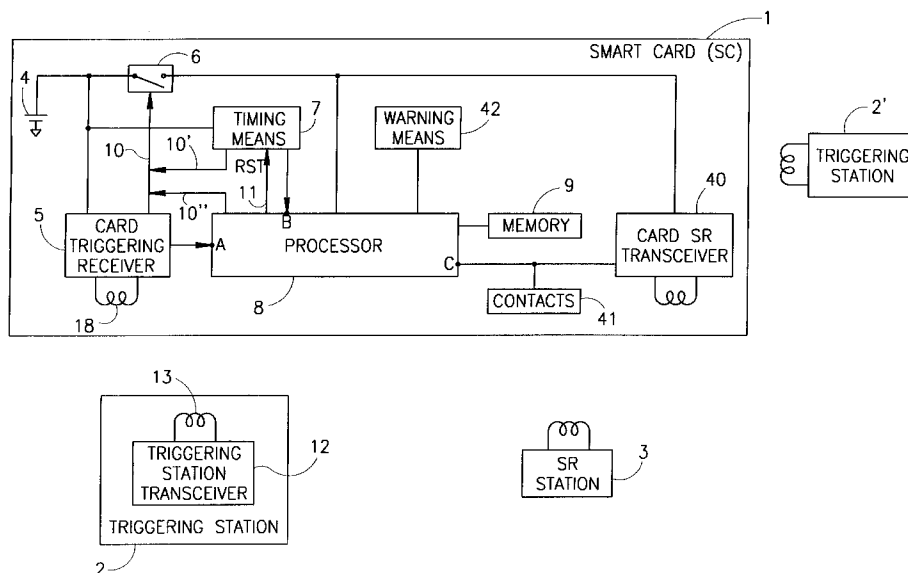 1
SMART CARD (SC)
6
4
TIMING
MEANS
7
WARNING
MEANS
42
2'
TRIGGERING
STATION
10
10'
RST
10"
11
9
40
5
CARD
TRIGGERING
RECEIVER
A
B
PROCESSOR
C
MEMORY
CARD SR
TRANSCEIVER
18
8
CONTACTS
41
13
TRIGGERING
STATION
TRANSCEIVER
12
TRIGGERING STATION
2
SR
STATION
3